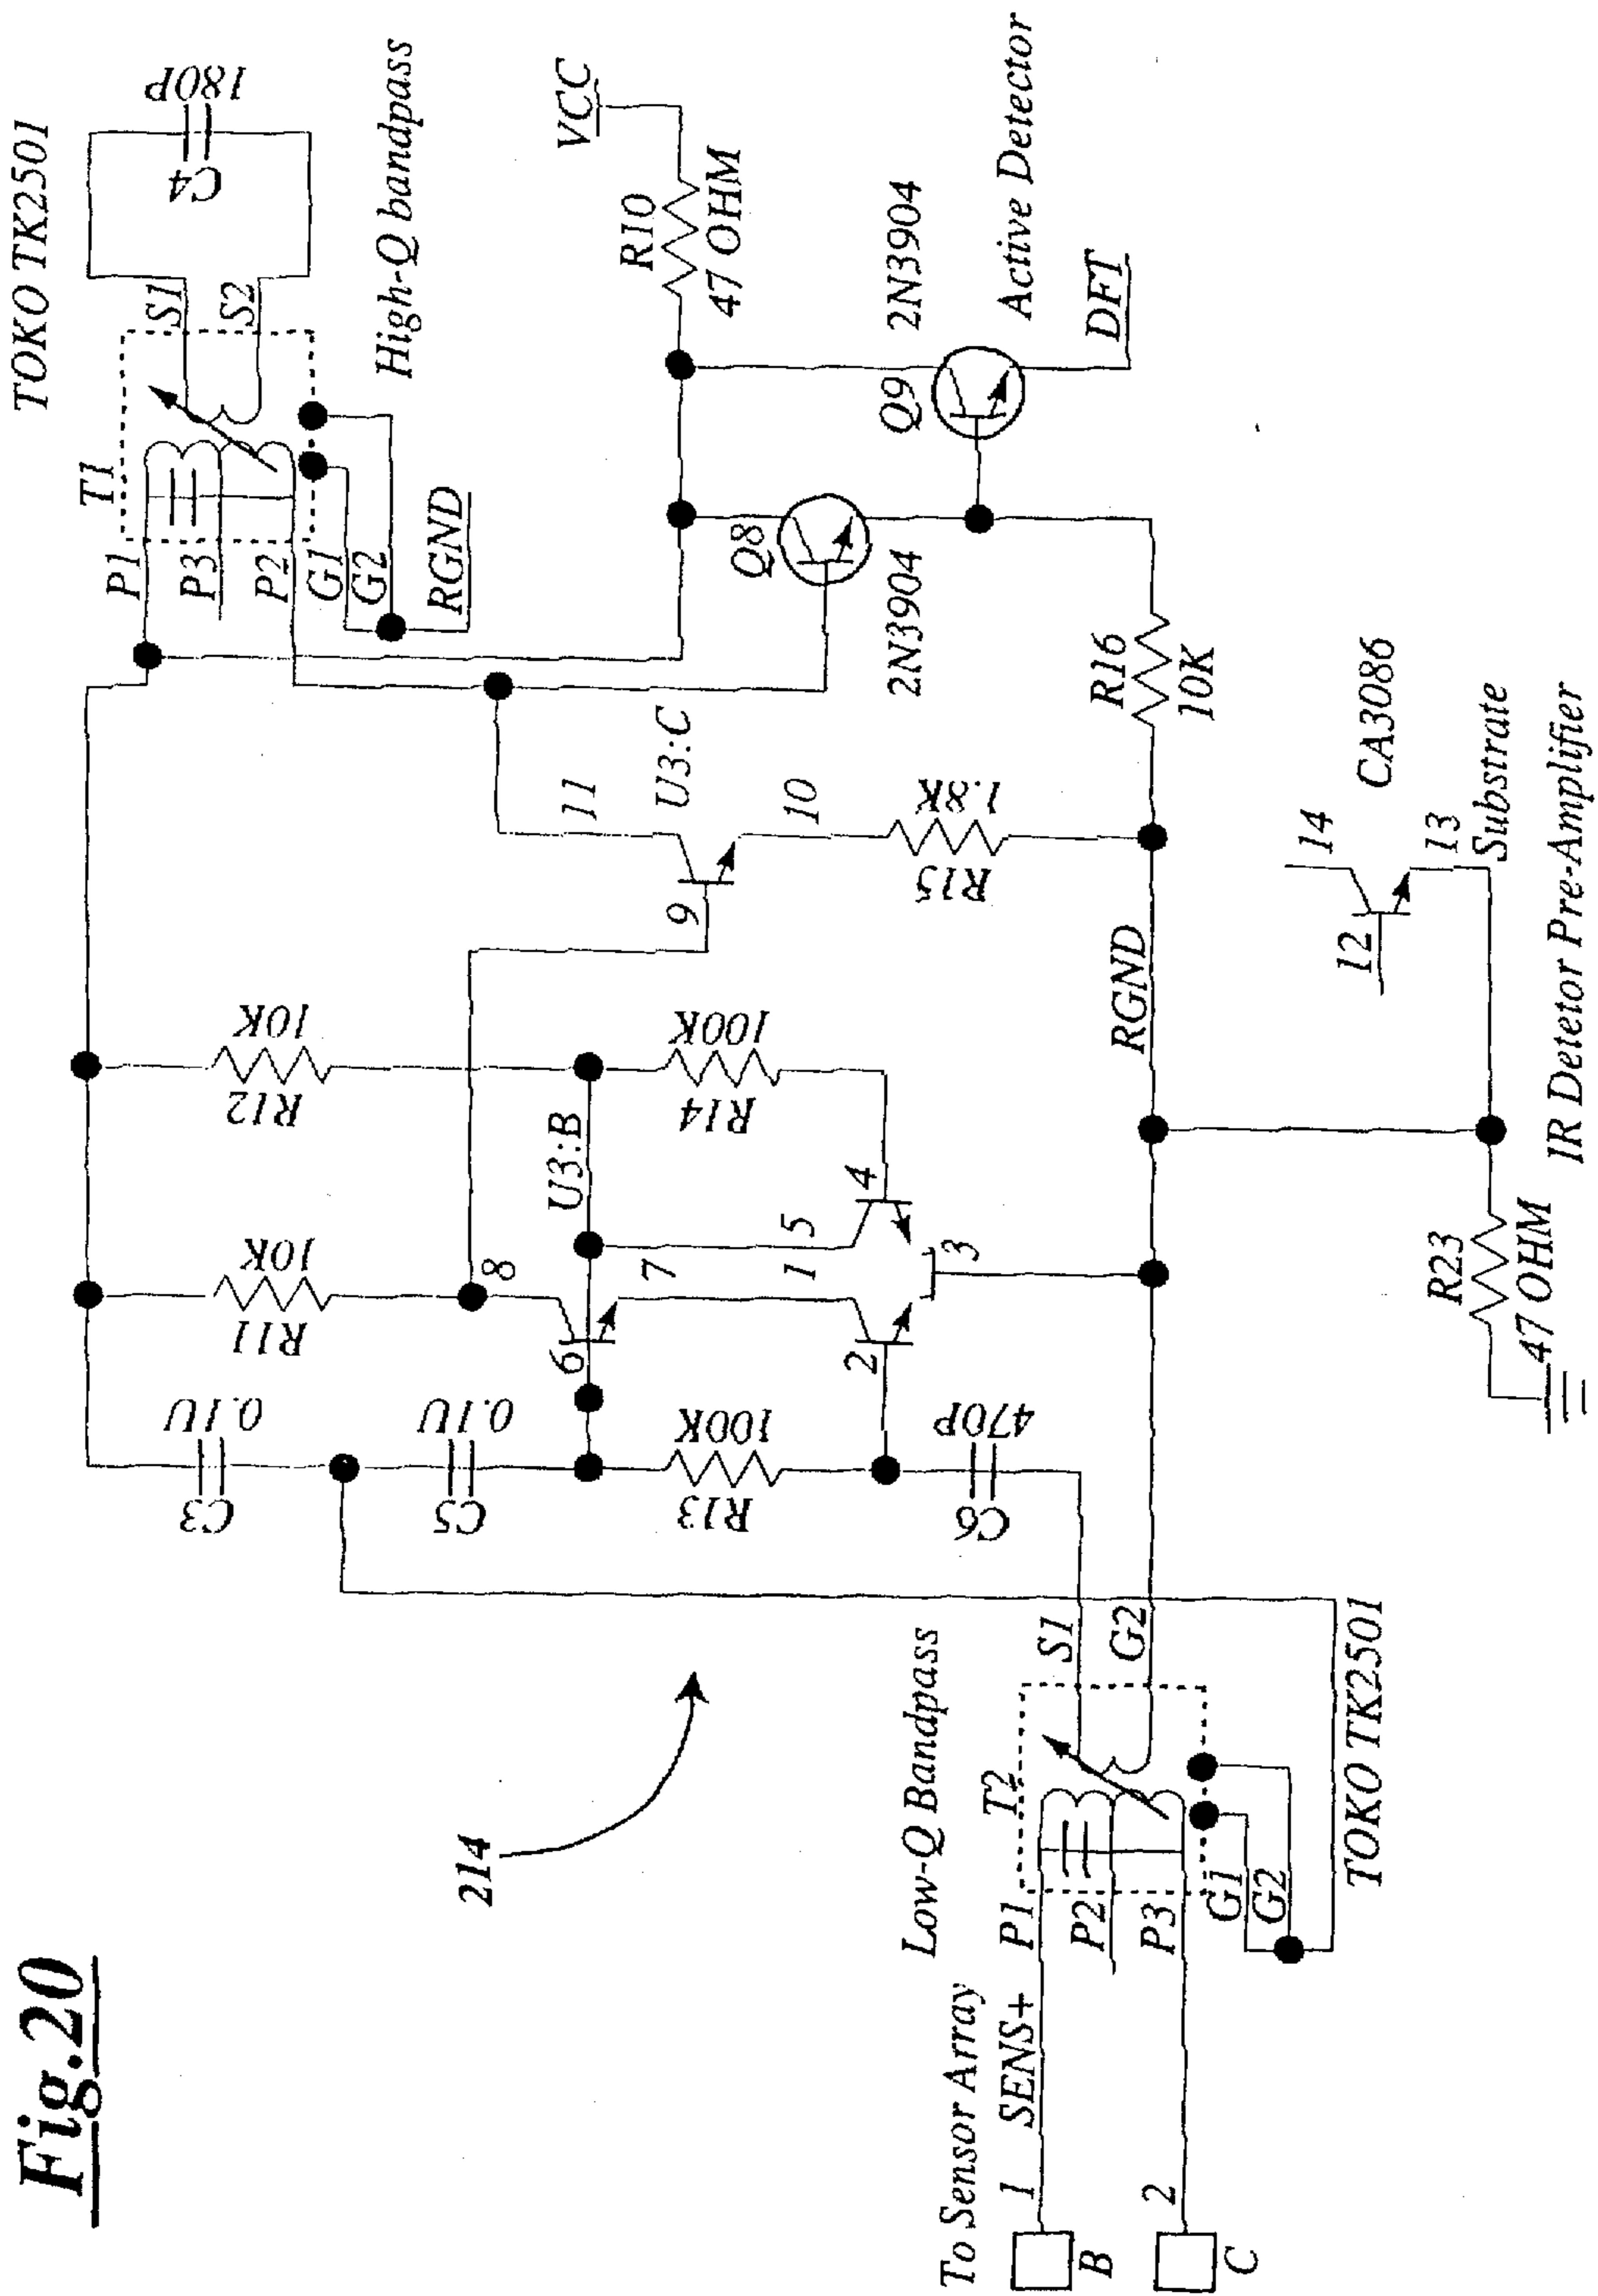 Fig.20
214
To Sensor Array
1
SENS+
B
2
C
Low-Q Bandpass
P1
T2
P2
P3
G1
G2
S1
G2
TOKO TK2501
C3
0.1U
C5
0.1U
R13
100K
C6
470P
R11
10K
R12
10K
8
6
U3:B
7
R14
100K
1
5
2
4
3
RGND
R23
47 OHM
IR Detetor Pre-Amplifier
12
14
13
CA3086
Substrate
9
11
U3:C
10
R15
1.8K
R16
10K
TOKO TK2501
T1
P1
P3
P2
G1
G2
RGND
S1
S2
C4
180P
High-Q bandpass
VCC
R10
47 OHM
Q8
2N3904
Q9
2N3904
Active Detector
DFT